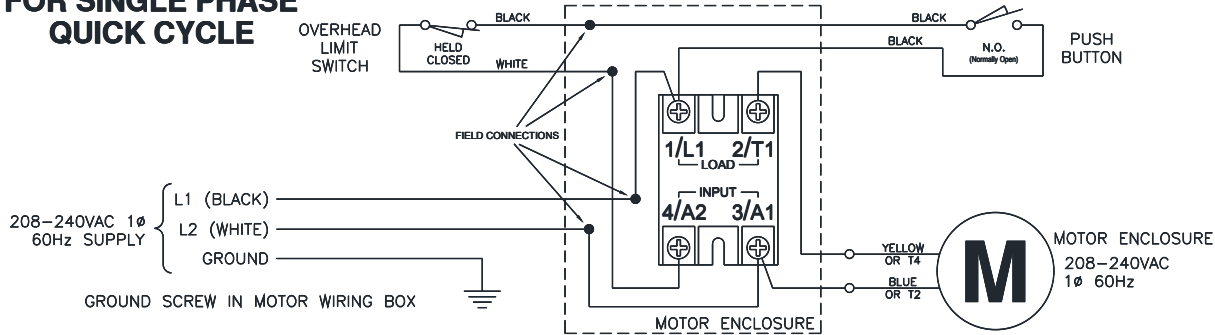 FOR SINGLE PHASE
QUICK CYCLE
OVERHEAD
LIMIT
SWITCH
BLACK
HELD
CLOSED
WHITE
FIELD CONNECTIONS
BLACK
BLACK
N.O.
(Normally Open)
PUSH
BUTTON
1/L1 2/T1
LOAD
INPUT
4/A2 3/A1
208-240VAC 1ø
60Hz SUPPLY
L1 (BLACK)
L2 (WHITE)
GROUND
GROUND SCREW IN MOTOR WIRING BOX
YELLOW
OR T4
BLUE
OR T2
M
MOTOR ENCLOSURE
208-240VAC
1ø 60Hz
MOTOR ENCLOSURE